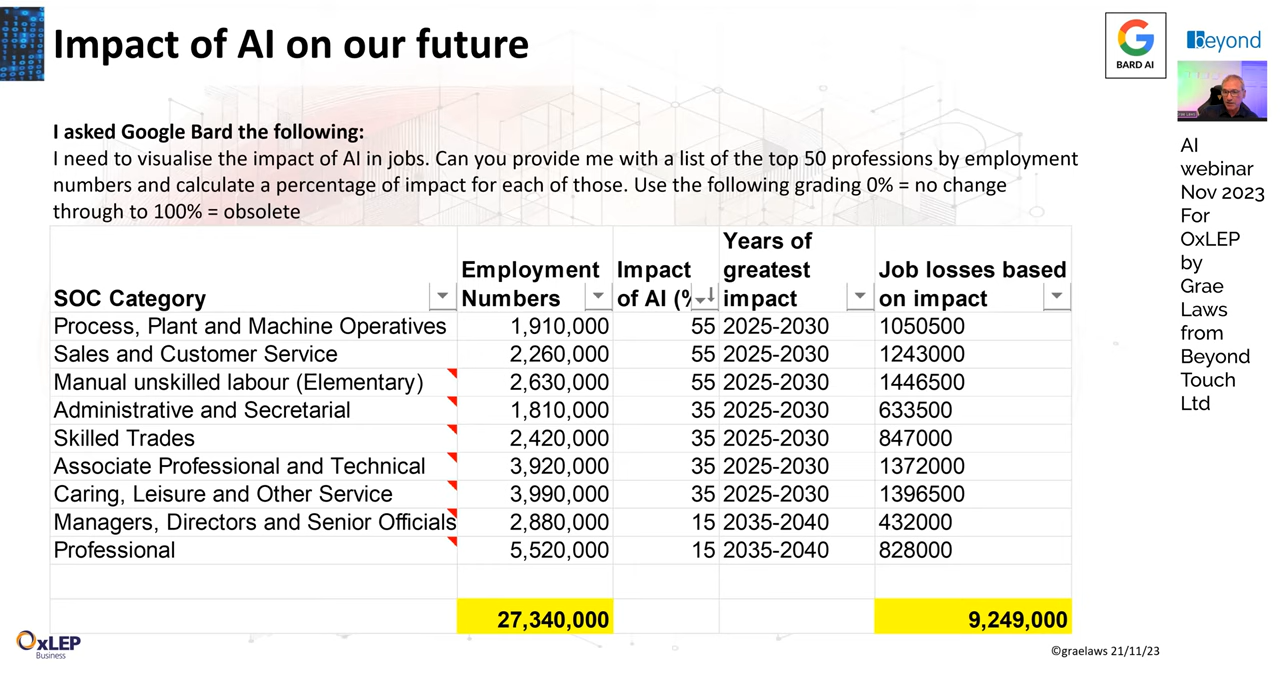 Impact of AI on our future
BARD AI
beyond
I asked Google Bard the following:
I need to visualise the impact of AI in jobs. Can you provide me with a list of the top 50 professions by employment
numbers and calculate a percentage of impact for each of those. Use the following grading 0% = no change
through to 100% = obsolete
SOC Category Employment Numbers Impact of AI (% Years of greatest impact Job losses based on impact
Process, Plant and Machine Operatives 1,910,000 55 2025-2030 1050500
Sales and Customer Service 2,260,000 55 2025-2030 1243000
Manual unskilled labour (Elementary) 2,630,000 55 2025-2030 1446500
Administrative and Secretarial 1,810,000 35 2025-2030 633500
Skilled Trades 2,420,000 35 2025-2030 847000
Associate Professional and Technical 3,920,000 35 2025-2030 1372000
Caring, Leisure and Other Service 3,990,000 35 2025-2030 1396500
Managers, Directors and Senior Officials 2,880,000 15 2035-2040 432000
Professional 5,520,000 15 2035-2040 828000
27,340,000 9,249,000
AI
webinar
Nov 2023
For
OxLEP
by
Grae
Laws
from
Beyond
Touch
Ltd
OxLEP
Business
©graelaws 21/11/23